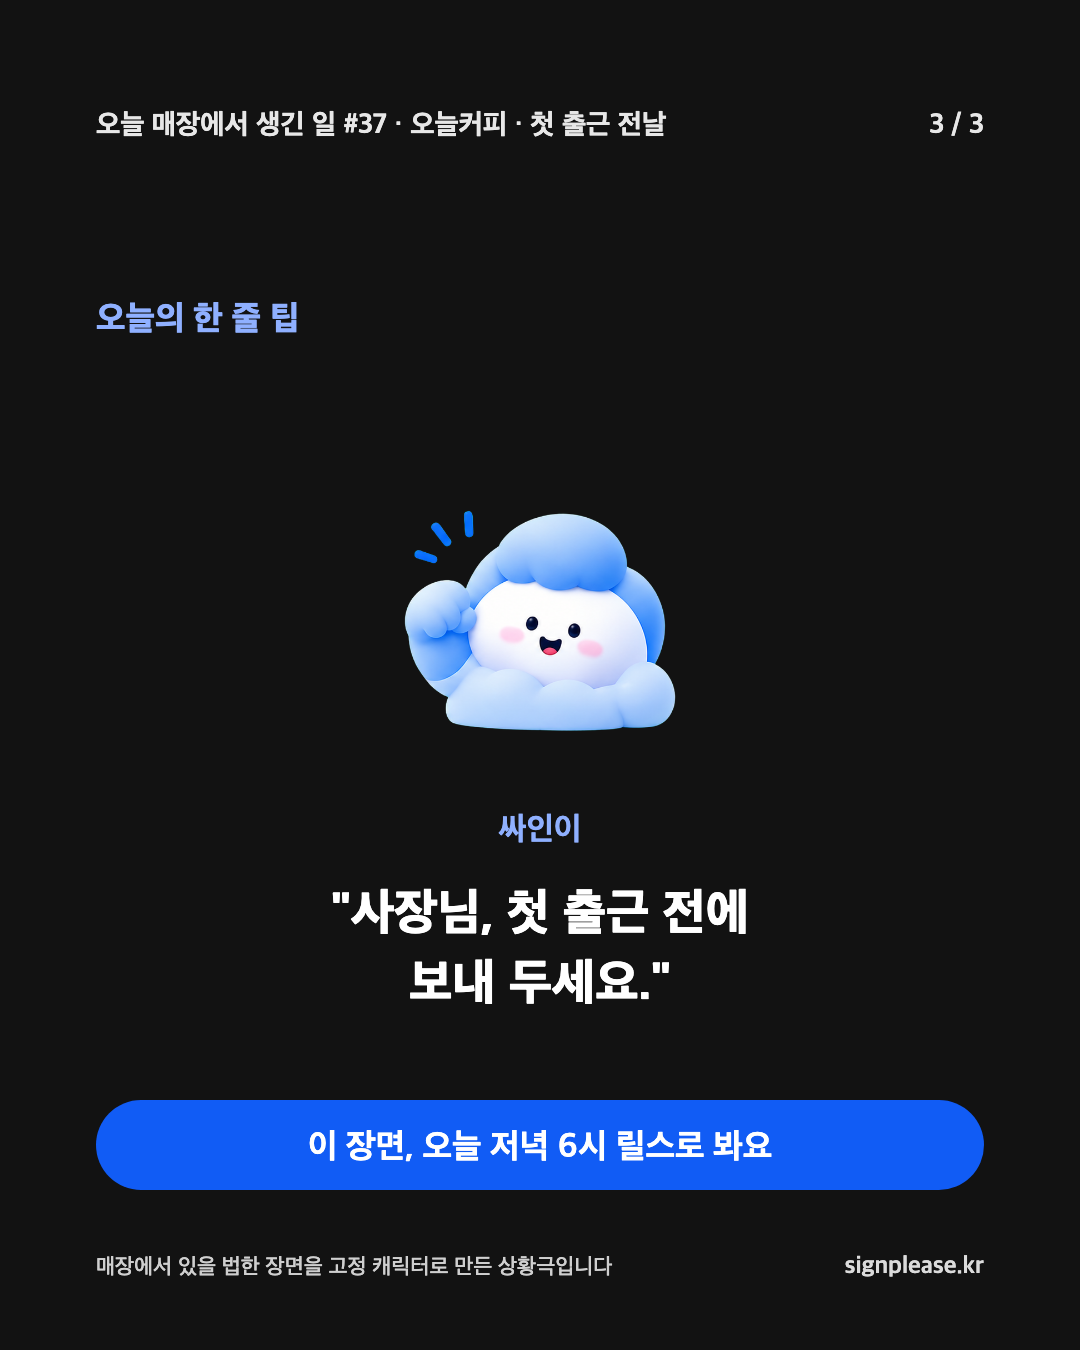 오늘 매장에서 생긴 일 #37 · 오늘커피 · 첫 출근 전날
3 / 3
오늘의 한 줄 팁
싸인이
"사장님, 첫 출근 전에
보내 두세요."
이 장면, 오늘 저녁 6시 릴스로 봐요
매장에서 있을 법한 장면을 고정 캐릭터로 만든 상황극입니다
signplease.kr